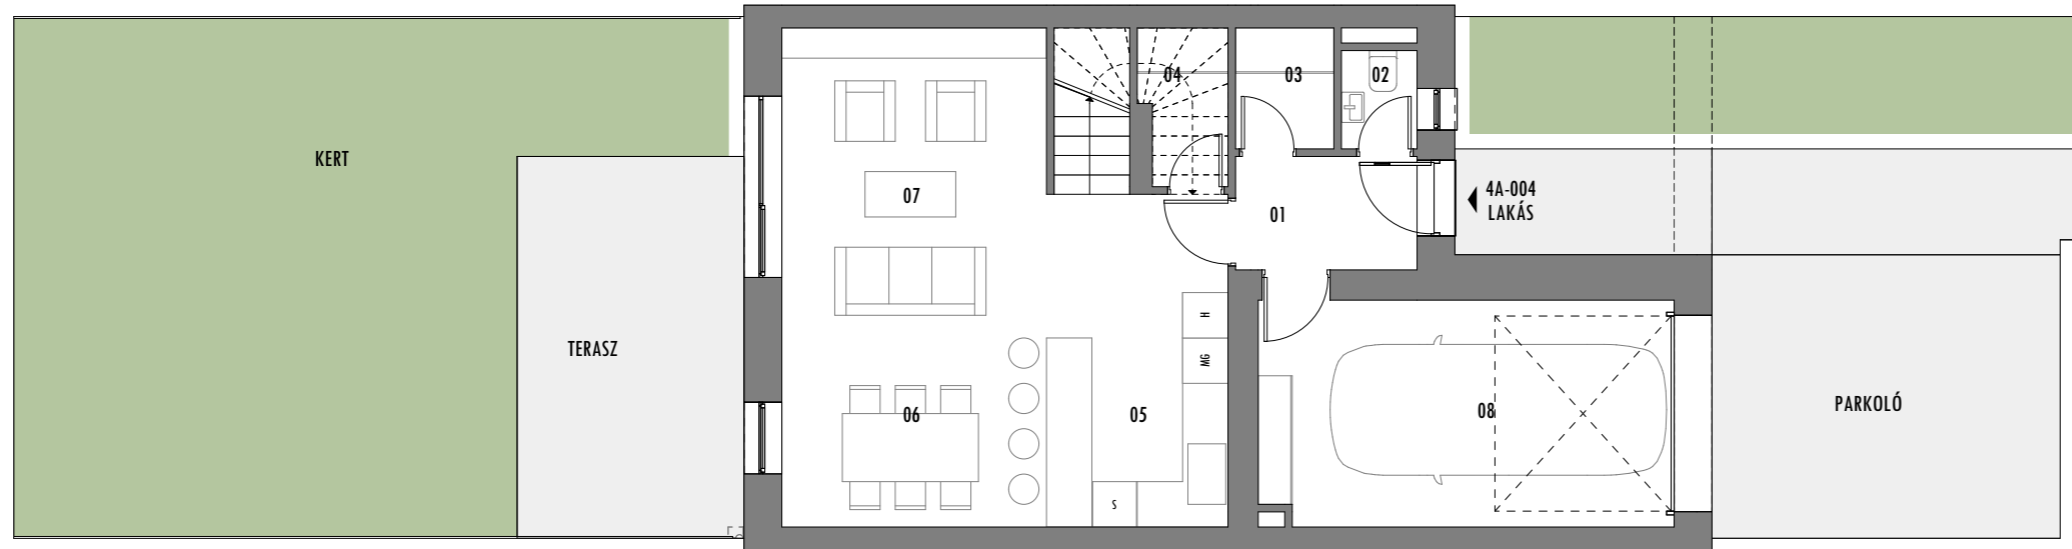 04
03
02
KERT
4A-004
LAKÁS
07
01
H
TERASZ
MG
PARKOLÓ
06
05
08
S